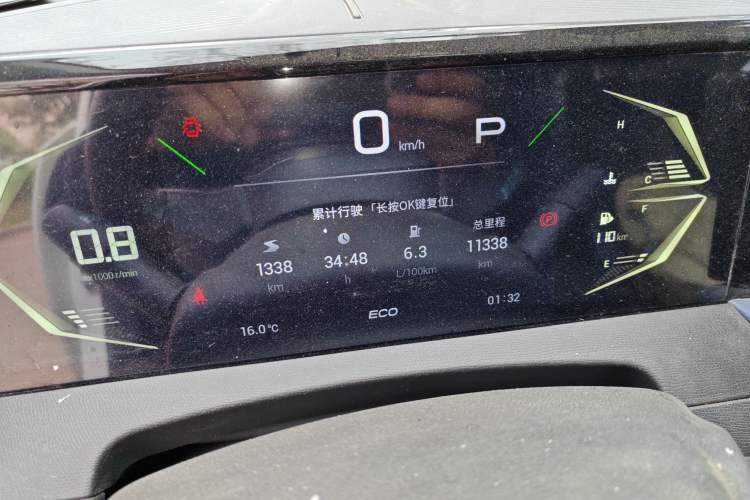 0 km/h
P
H
C
累计行驶「长按OK键复位」
0.8
x1000 r/min
1338
km
34:48
h
6.3
L/100km
总里程
11338
km
F
110 km
E
16.0℃
ECO
01:32